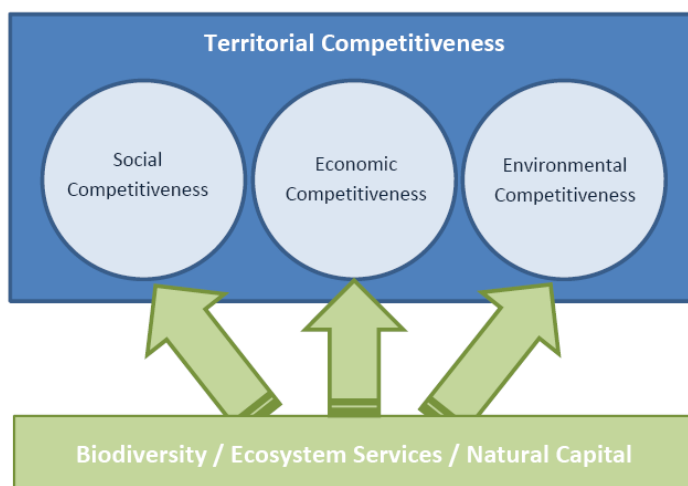 Territorial Competitiveness
Social
Competitiveness
Economic
Competitiveness
Environmental
Competitiveness
Biodiversity / Ecosystem Services / Natural Capital